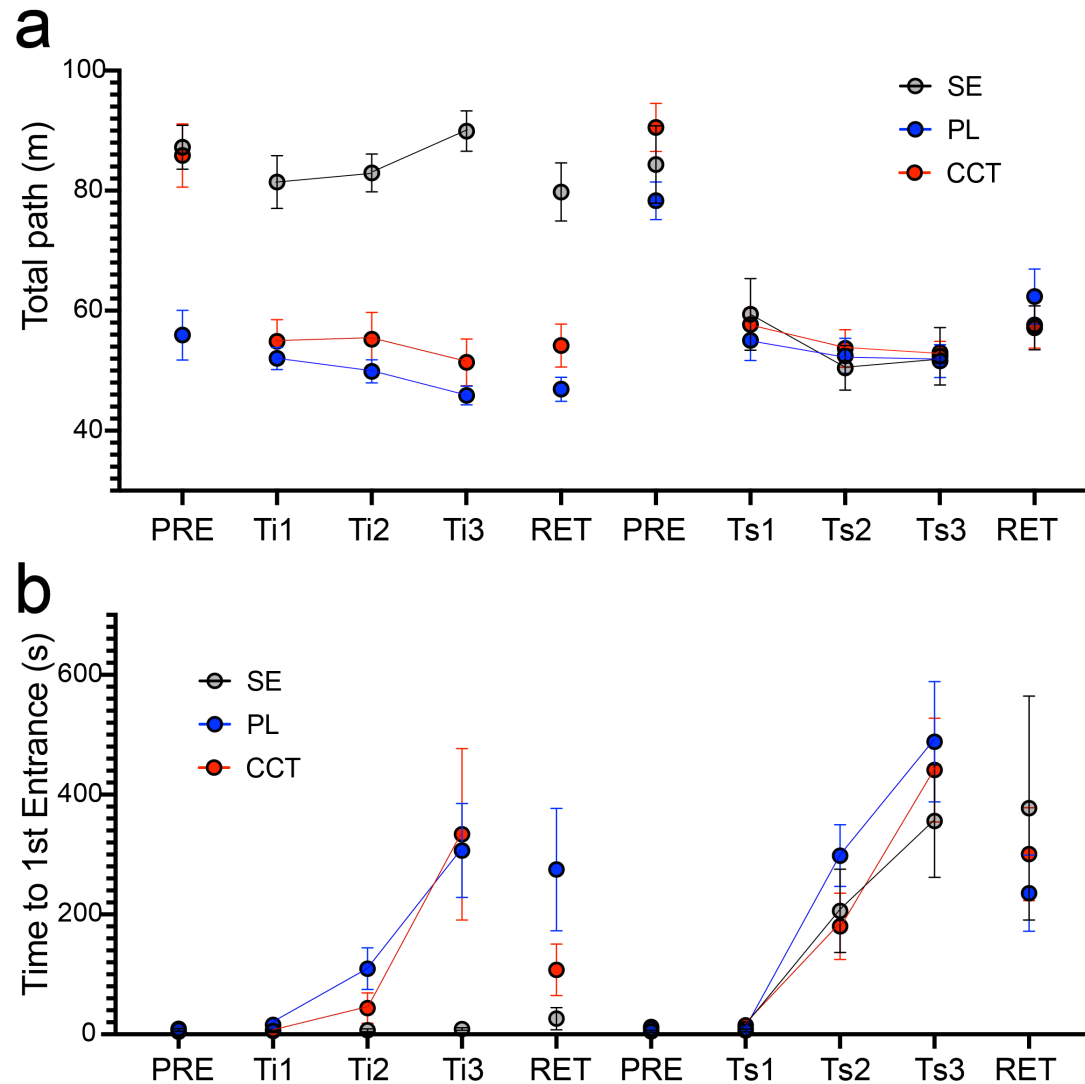 a
100
80
60
40
Total path (m)
SE
PL
CCT
PRE Ti1 Ti2 Ti3 RET PRE Ts1 Ts2 Ts3 RET
b
600
400
200
0
Time to 1st Entrance (s)
SE
PL
CCT
PRE Ti1 Ti2 Ti3 RET PRE Ts1 Ts2 Ts3 RET